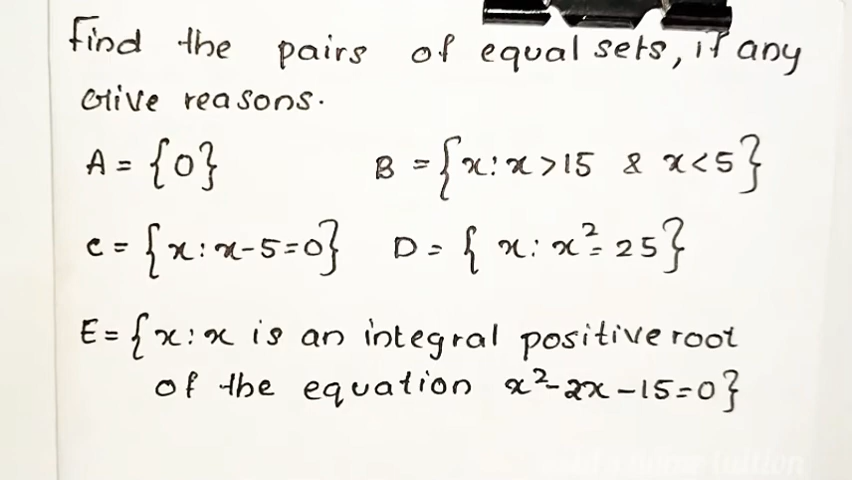 Find the pairs of equal sets, if any
Give reasons.
A = {0} B = {x : x > 15 & x < 5}
C = {x : x - 5 = 0} D = { x : x² = 25}
E = {x : x is an integral positive root
of the equation x² - 2x - 15 = 0}